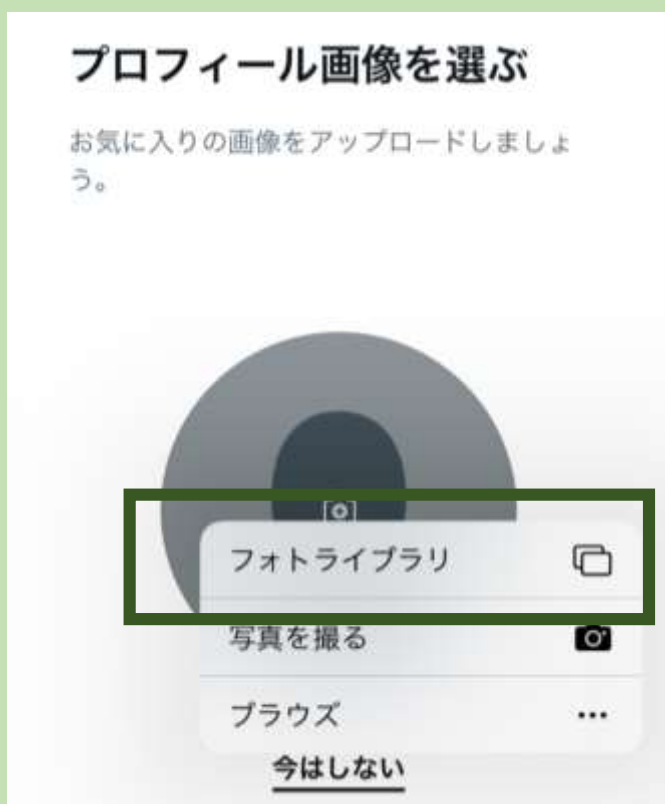 プロフィール画像を選ぶ
お気に入りの画像をアップロードしましょ
う。
フォトライブラリ
写真を撮る
ブラウズ
今はしない